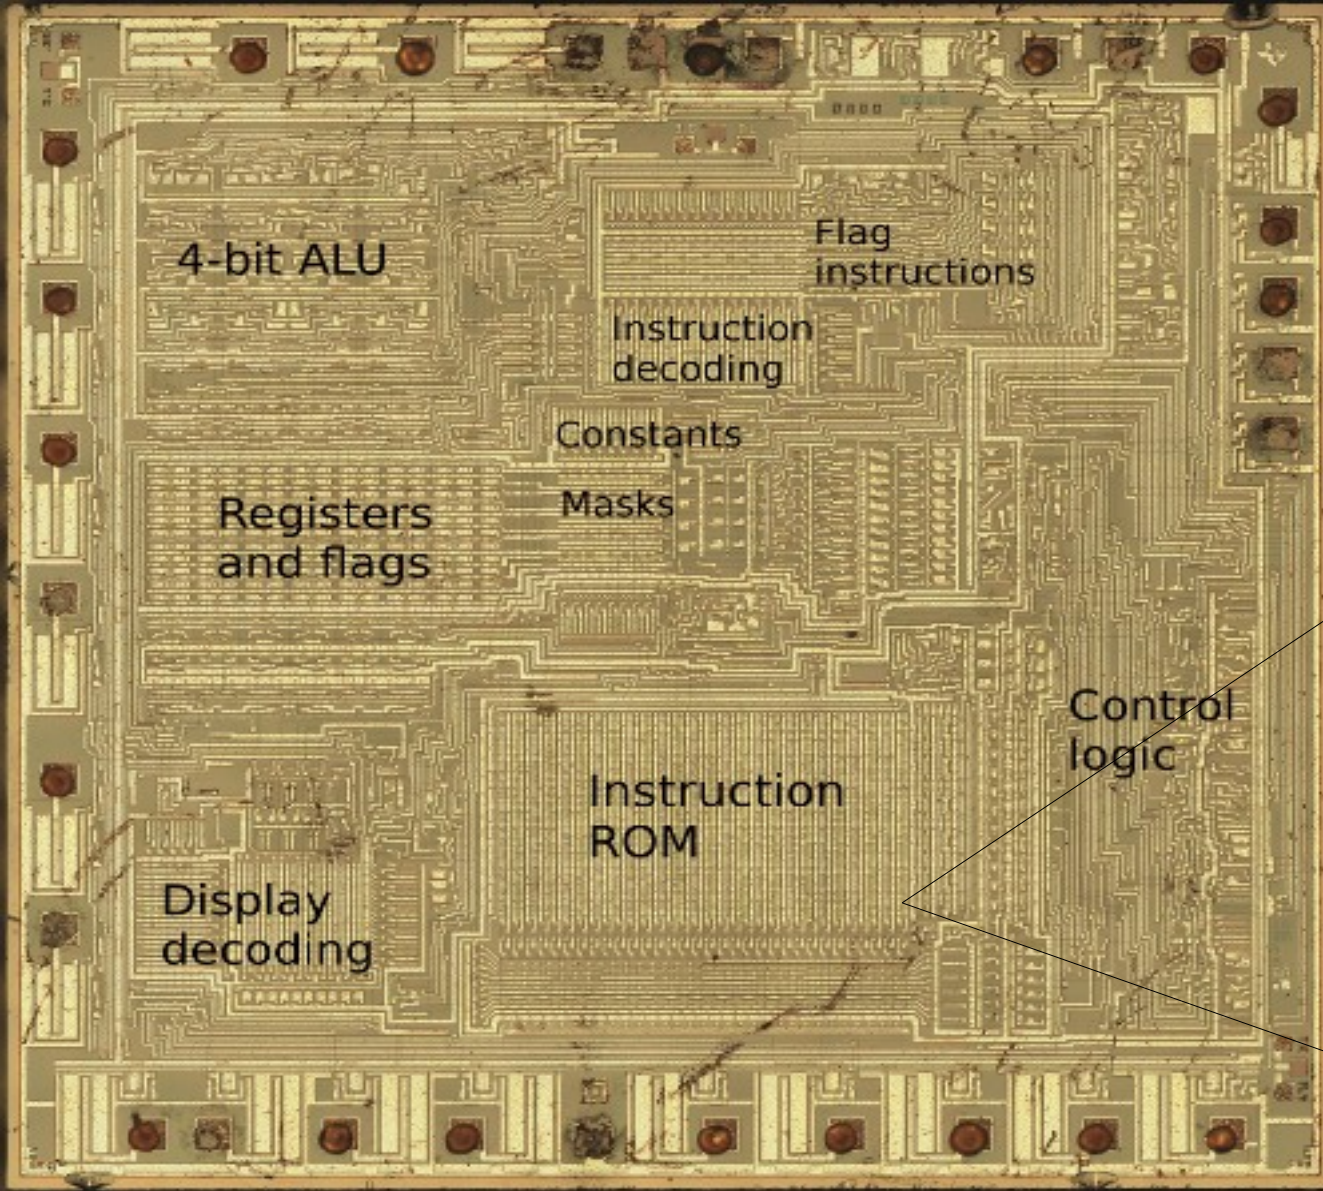 4-bit ALU
Flag
instructions
Instruction
decoding
Constants
Masks
Registers
and flags
Control
logic
Instruction
ROM
Display
decoding